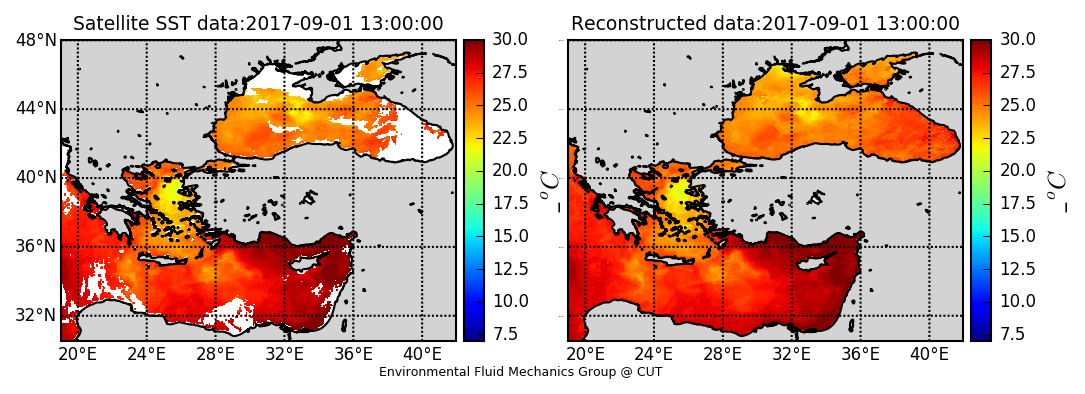 Satellite SST data:2017-09-01 13:00:00
Reconstructed data:2017-09-01 13:00:00
48°N
44°N
40°N
36°N
32°N
20°E 24°E 28°E 32°E 36°E 40°E
30.0
27.5
25.0
22.5
20.0
17.5
15.0
12.5
10.0
7.5
_ °C
20°E 24°E 28°E 32°E 36°E 40°E
30.0
27.5
25.0
22.5
20.0
17.5
15.0
12.5
10.0
7.5
_ °C
Environmental Fluid Mechanics Group @ CUT